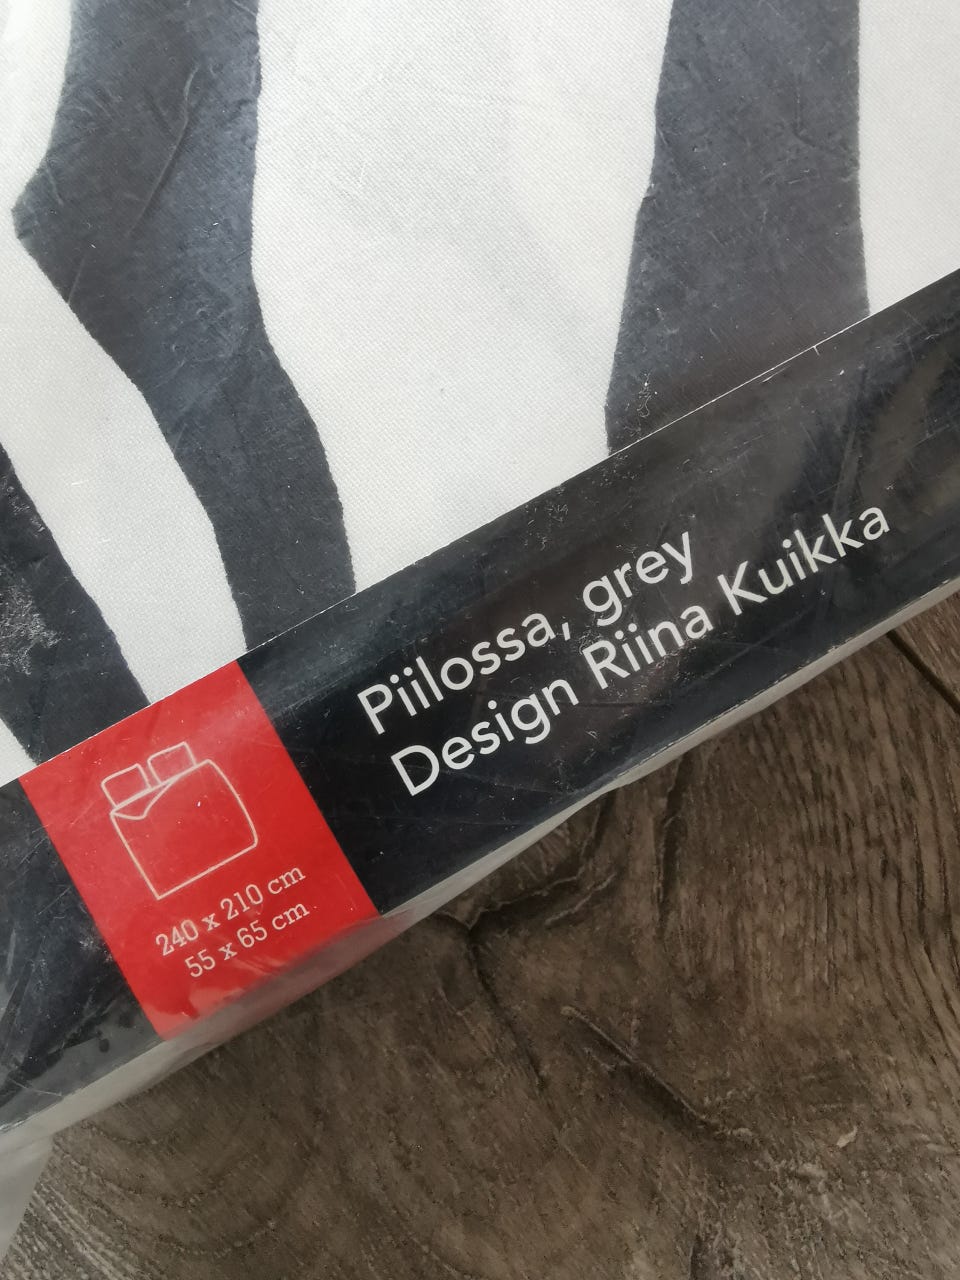 Piilossa, grey
Design Riina Kuikka
240 x 210 cm
55 x 65 cm